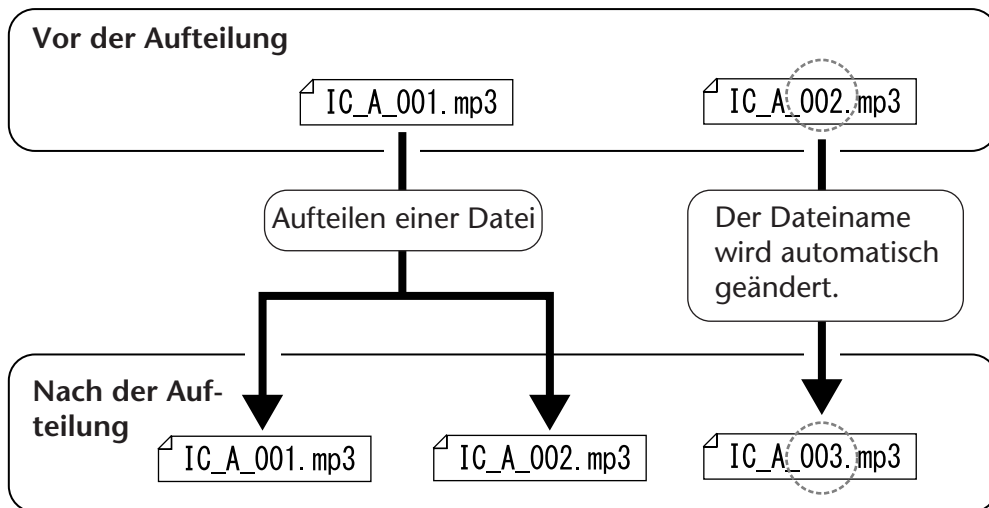 Vor der Aufteilung
IC_A_001.mp3
IC_A_002.mp3
Aufteilen einer Datei
Der Dateiname
wird automatisch
geändert.
Nach der Auf-
teilung
IC_A_001.mp3
IC_A_002.mp3
IC_A_003.mp3